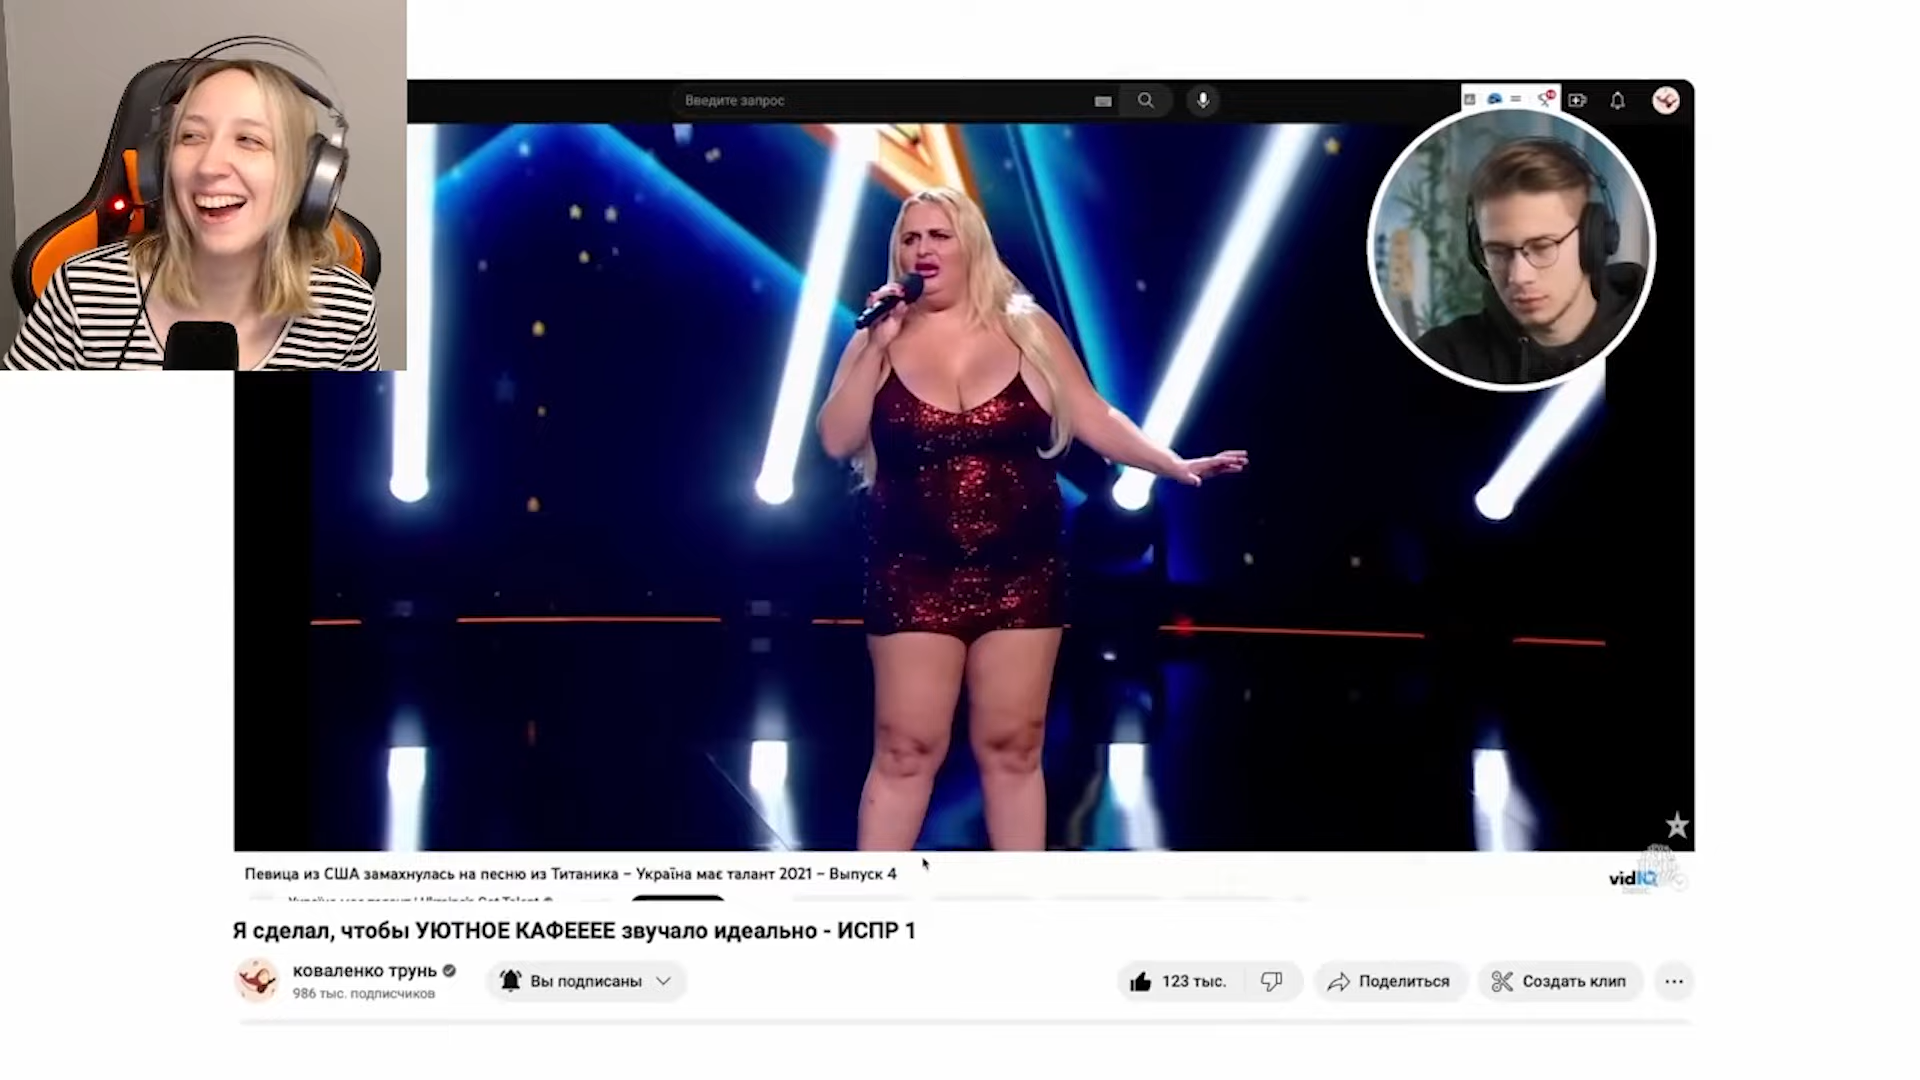 Введите запрос
Певица из США замахнулась на песню из Титаника – Україна має талант 2021 – Выпуск 4
vidIQ
Я сделал, чтобы УЮТНОЕ КАФЕЕЕЕ звучало идеально - ИСПР 1
коваленко трунь
986 тыс. подписчиков
Вы подписаны
123 тыс.
Поделиться
Создать клип